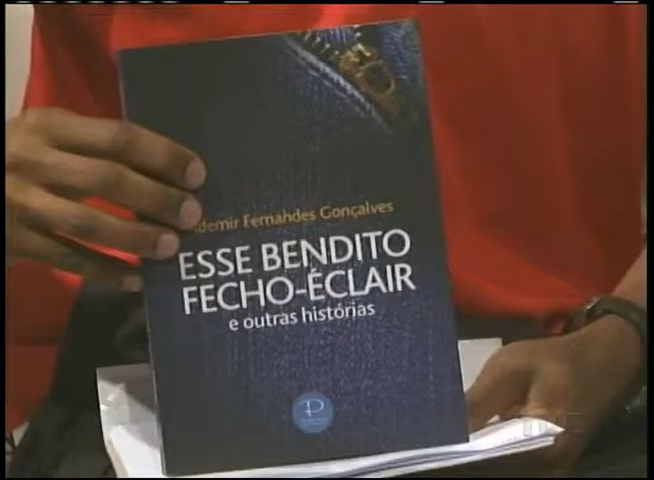 Fernandes Gonçalves
ESSE BENDITO
FECHO-ÉCLAIR
e outras histórias
P